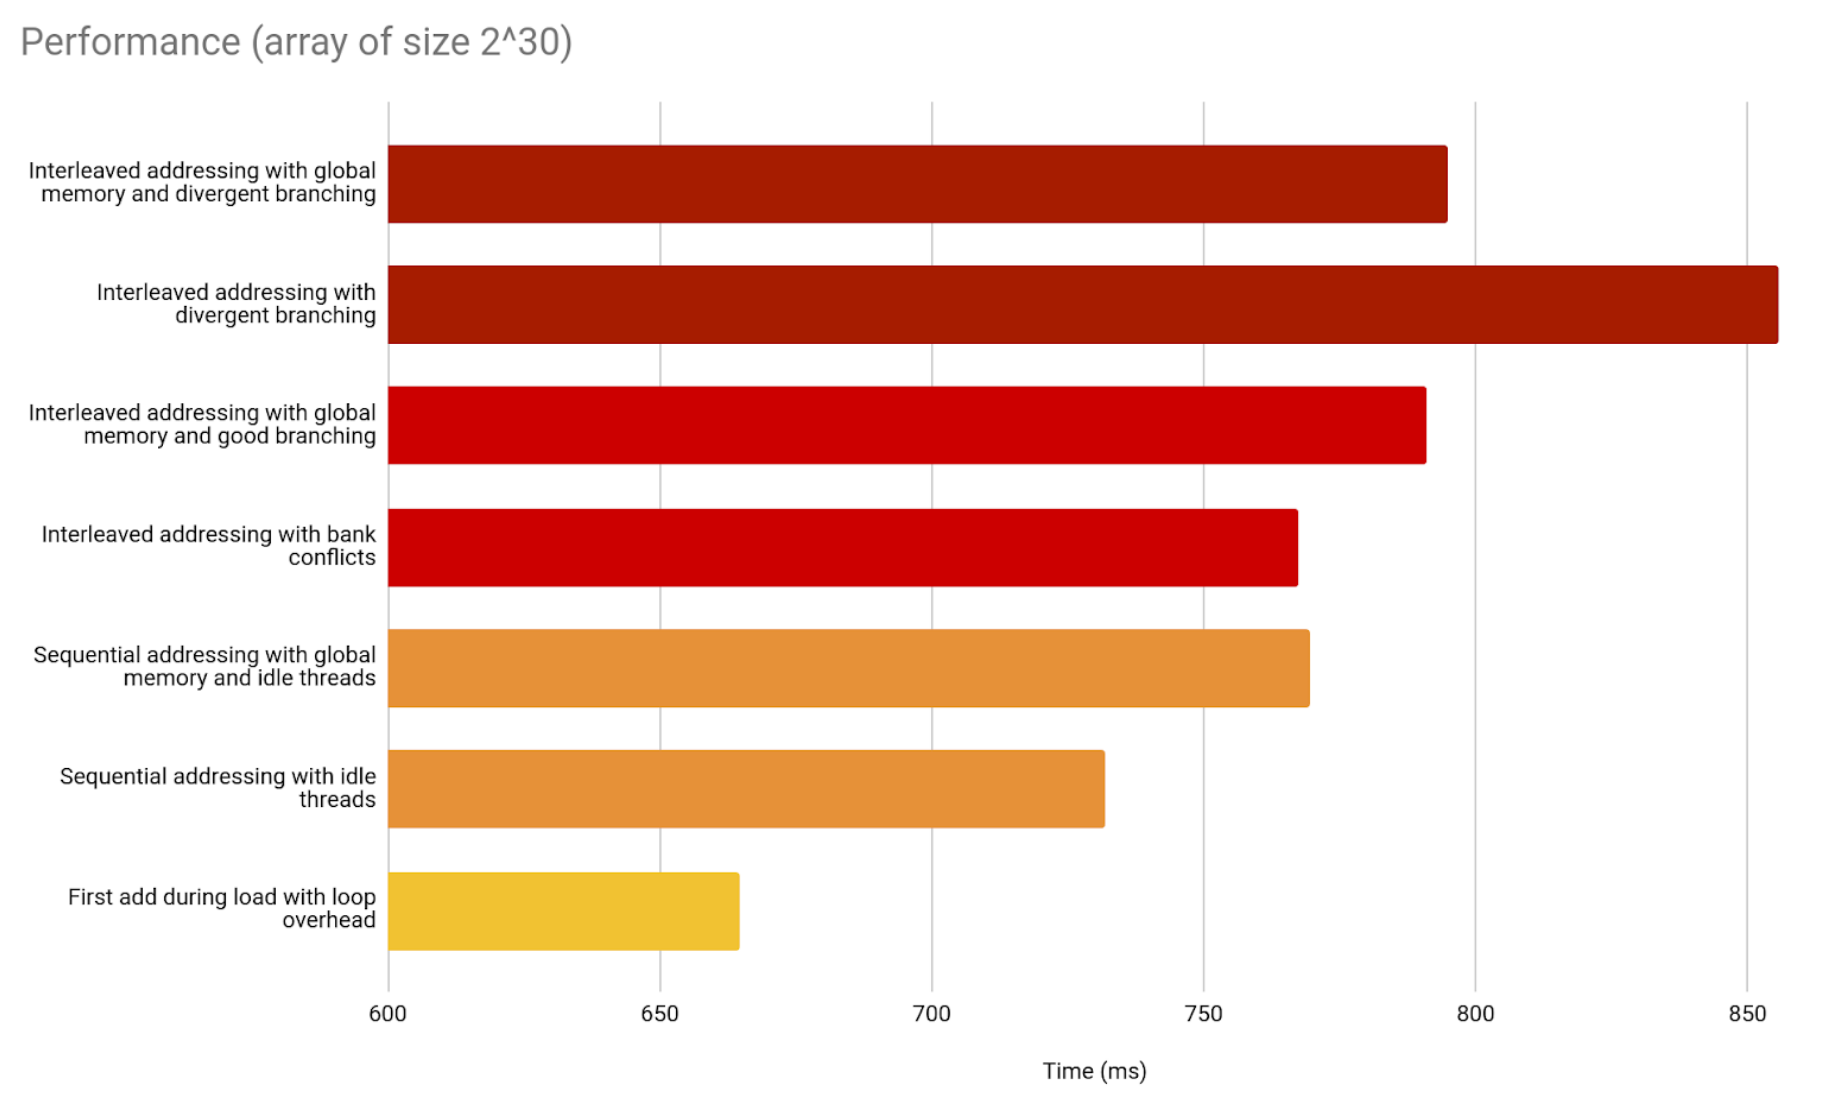 Performance (array of size 2^30)
Interleaved addressing with global
memory and divergent branching
Interleaved addressing with
divergent branching
Interleaved addressing with global
memory and good branching
Interleaved addressing with bank
conflicts
Sequential addressing with global
memory and idle threads
Sequential addressing with idle
threads
First add during load with loop
overhead
600 650 700 750 800 850
Time (ms)